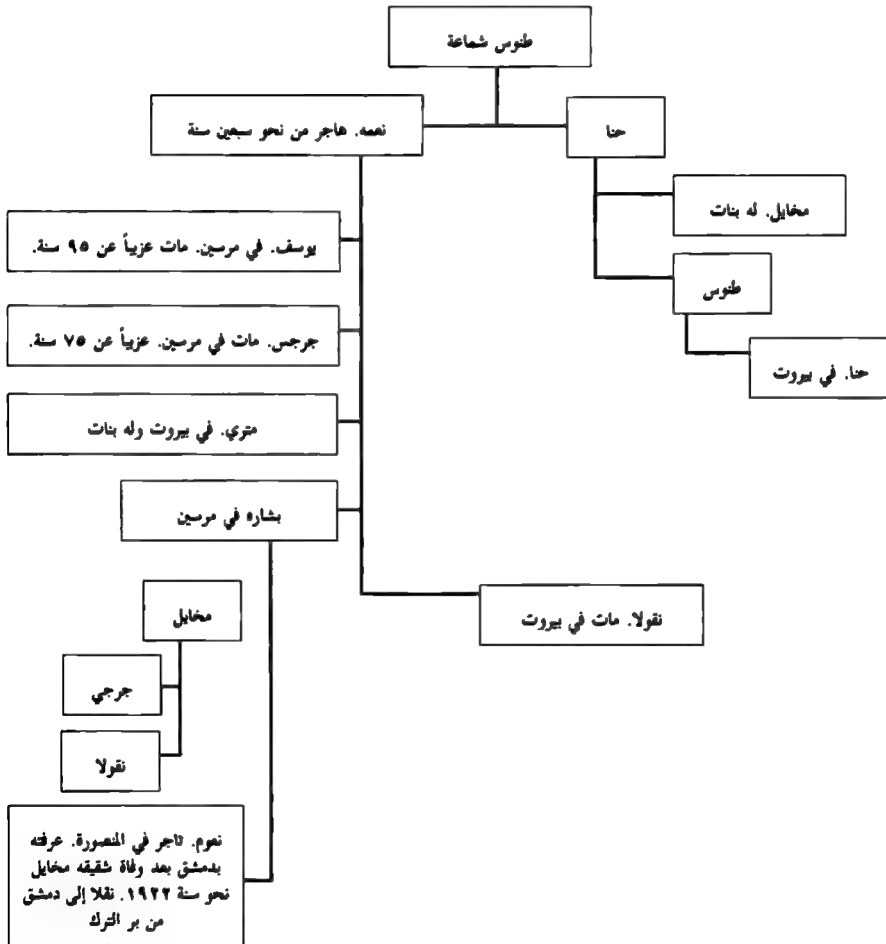 طنوس شماعة
حنا
نعمه. هاجر من نحو سبعين سنة
مخايل. له بنات
طنوس
حنا. في بيروت
يوسف. في مرسين. مات عزيباً عن ٩٥ سنة.
جرجس. مات في مرسين. عزيباً عن ٧٥ سنة.
متري. في بيروت وله بنات
بشاره في مرسين
نقولا. مات في بيروت
مخايل
جرجي
نقولا
نعوم. تاجر في المنصورة. عرفته
بدمشق بعد وفاة شقيقه مخايل
نحو سنة ١٩٢٢. نقلا إلى دمشق
من بر الترك